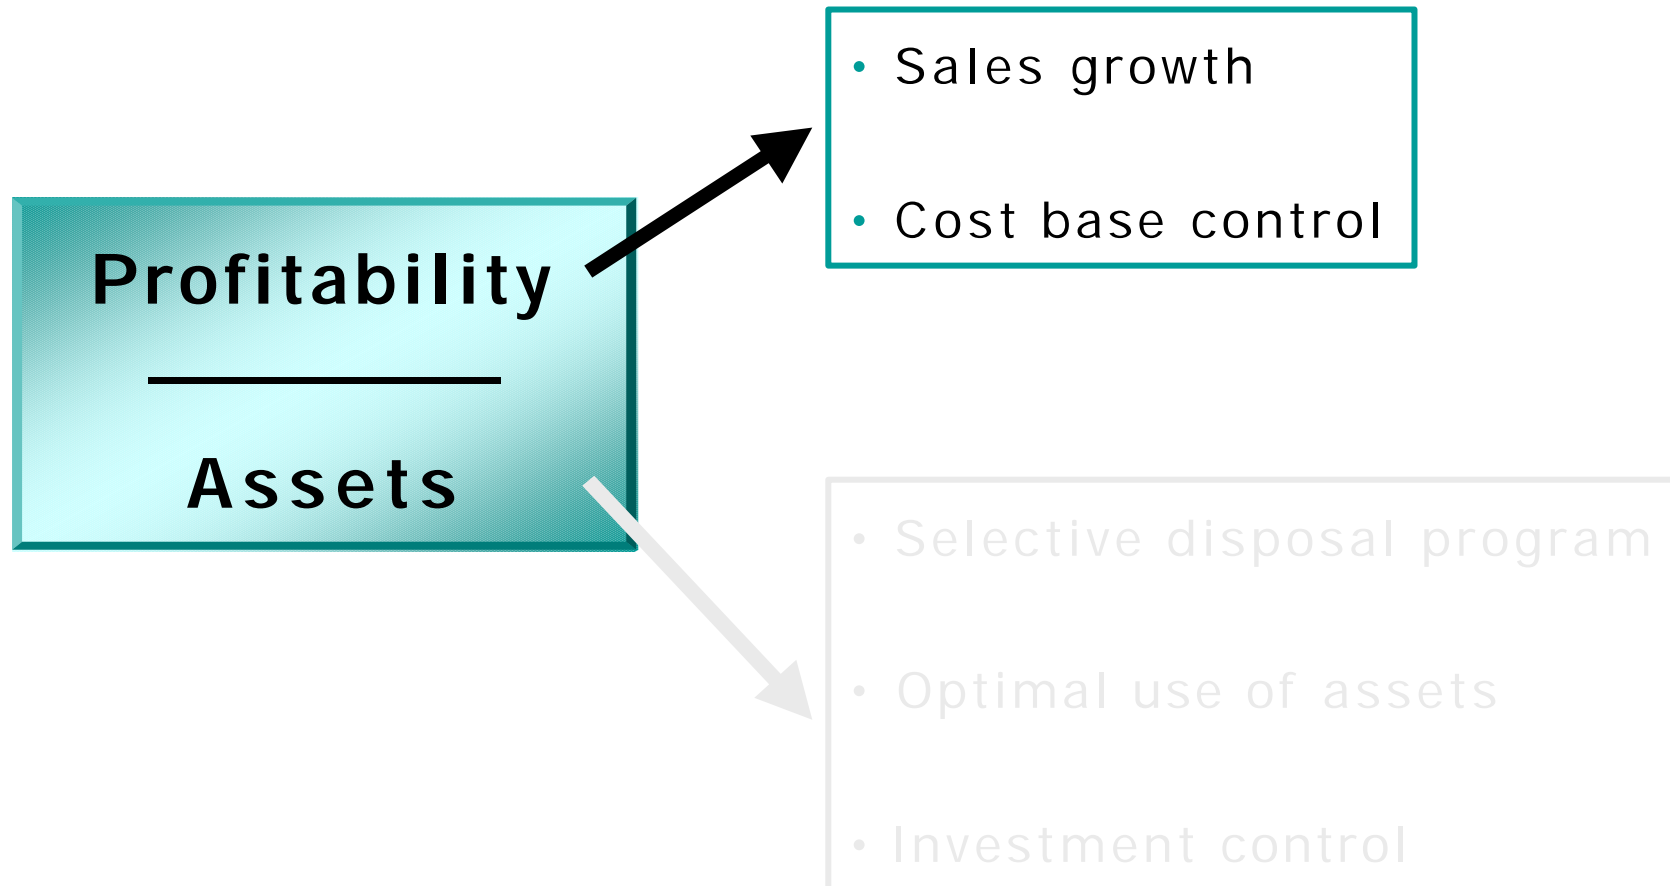 • Sales growth
• Cost base control
Profitability
Assets
• Selective disposal program
• Optimal use of assets
• Investment control